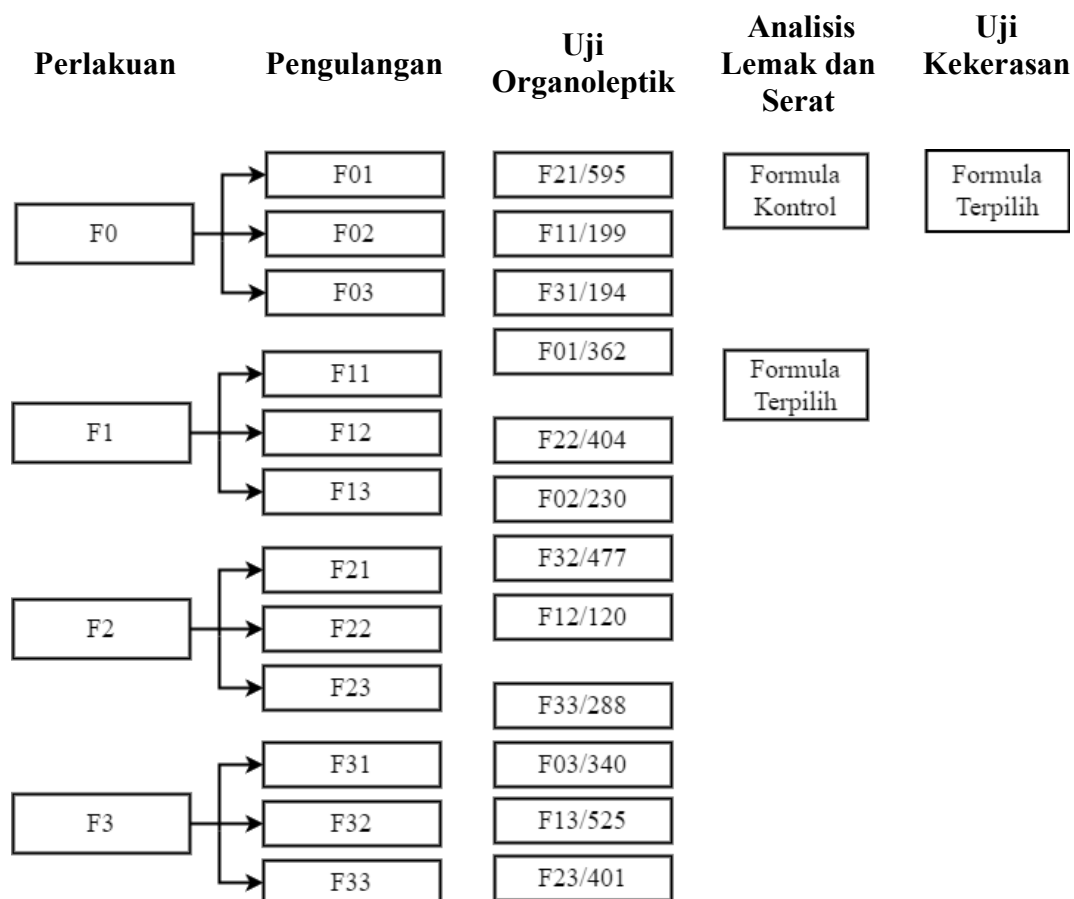 Perlakuan
Pengulangan
Uji
Organoleptik
Analisis
Lemak dan
Serat
Uji
Kekerasan
F0
F01
F02
F03
F1
F11
F12
F13
F2
F21
F22
F23
F3
F31
F32
F33
F21/595
F11/199
F31/194
F01/362
F22/404
F02/230
F32/477
F12/120
F33/288
F03/340
F13/525
F23/401
Formula
Kontrol
Formula
Terpilih
Formula
Terpilih